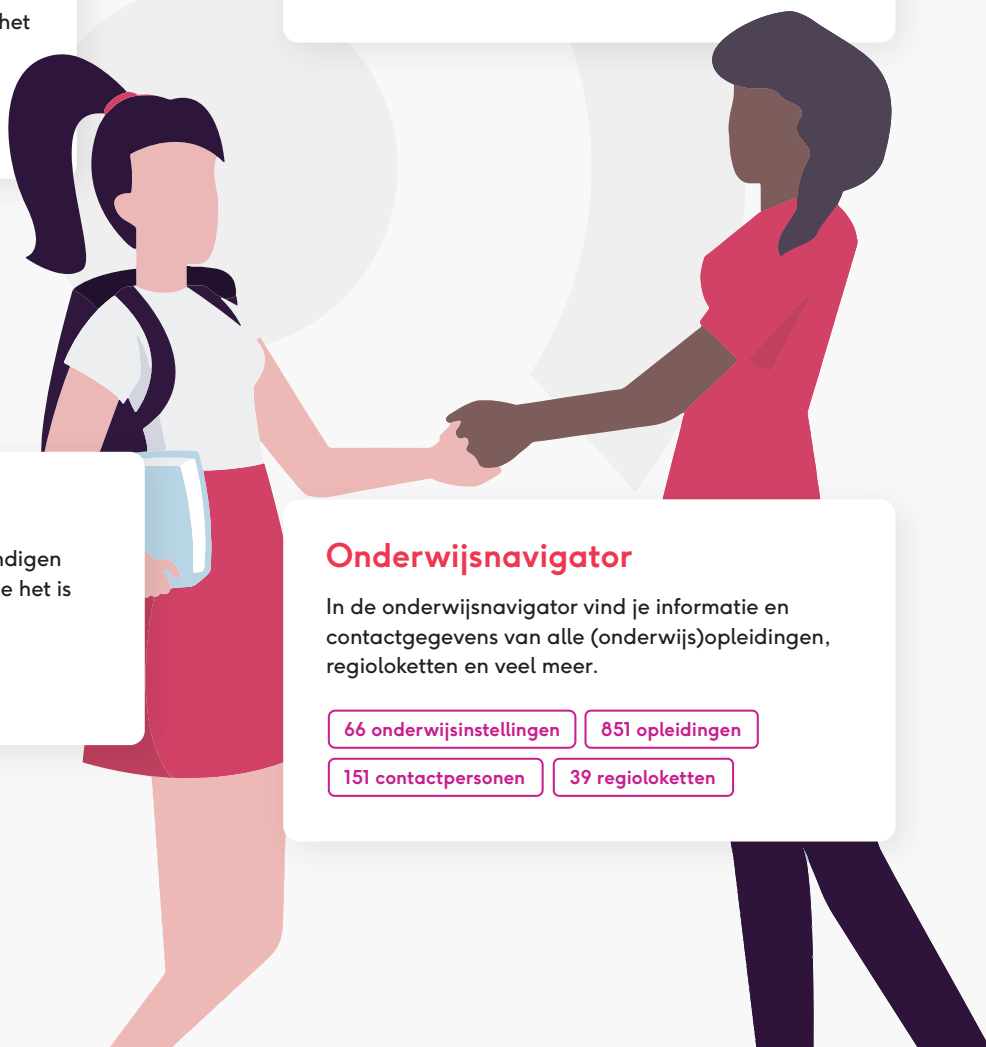 het
ndigen
e het is
Onderwijsnavigator
In de onderwijsnavigator vind je informatie en
contactgegevens van alle (onderwijs)opleidingen,
regioloketten en veel meer.
66 onderwijsinstellingen
851 opleidingen
151 contactpersonen
39 regioloketten